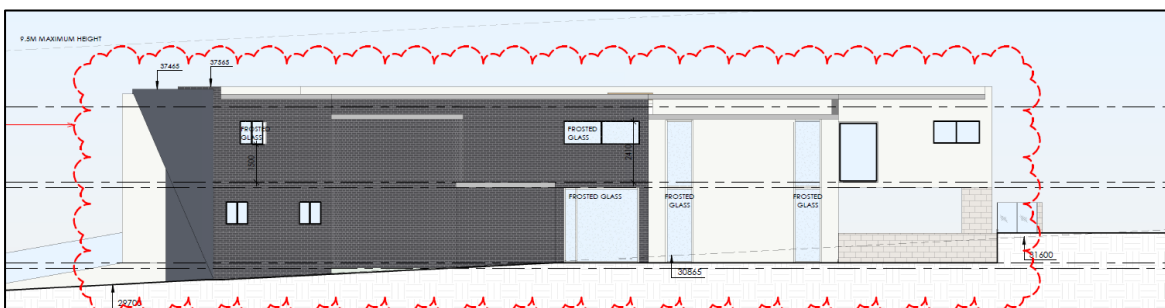 9.5M MAXIMUM HEIGHT
37465
37565
FROSTED
GLASS
FROSTED
GLASS
1500
2410
FROSTED GLASS
FROSTED
GLASS
FROSTED
GLASS
30865
31600
29700